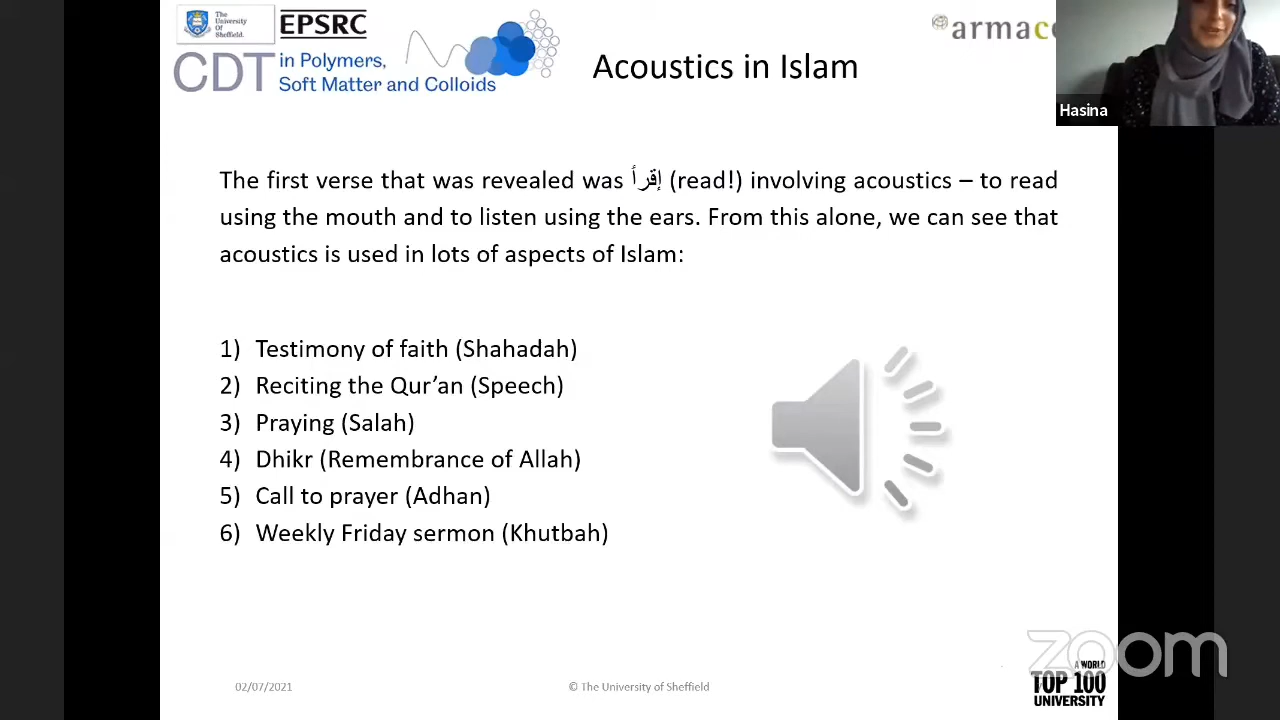 The
University
Of
Sheffield.
EPSRC
CDT
in Polymers,
Soft Matter and Colloids
Acoustics in Islam
armac
Hasina
The first verse that was revealed was إقرأ (read!) involving acoustics – to read
using the mouth and to listen using the ears. From this alone, we can see that
acoustics is used in lots of aspects of Islam:
1) Testimony of faith (Shahadah)
2) Reciting the Qur’an (Speech)
3) Praying (Salah)
4) Dhikr (Remembrance of Allah)
5) Call to prayer (Adhan)
6) Weekly Friday sermon (Khutbah)
zoom
02/07/2021
© The University of Sheffield
A WORLD
TOP 100
UNIVERSITY